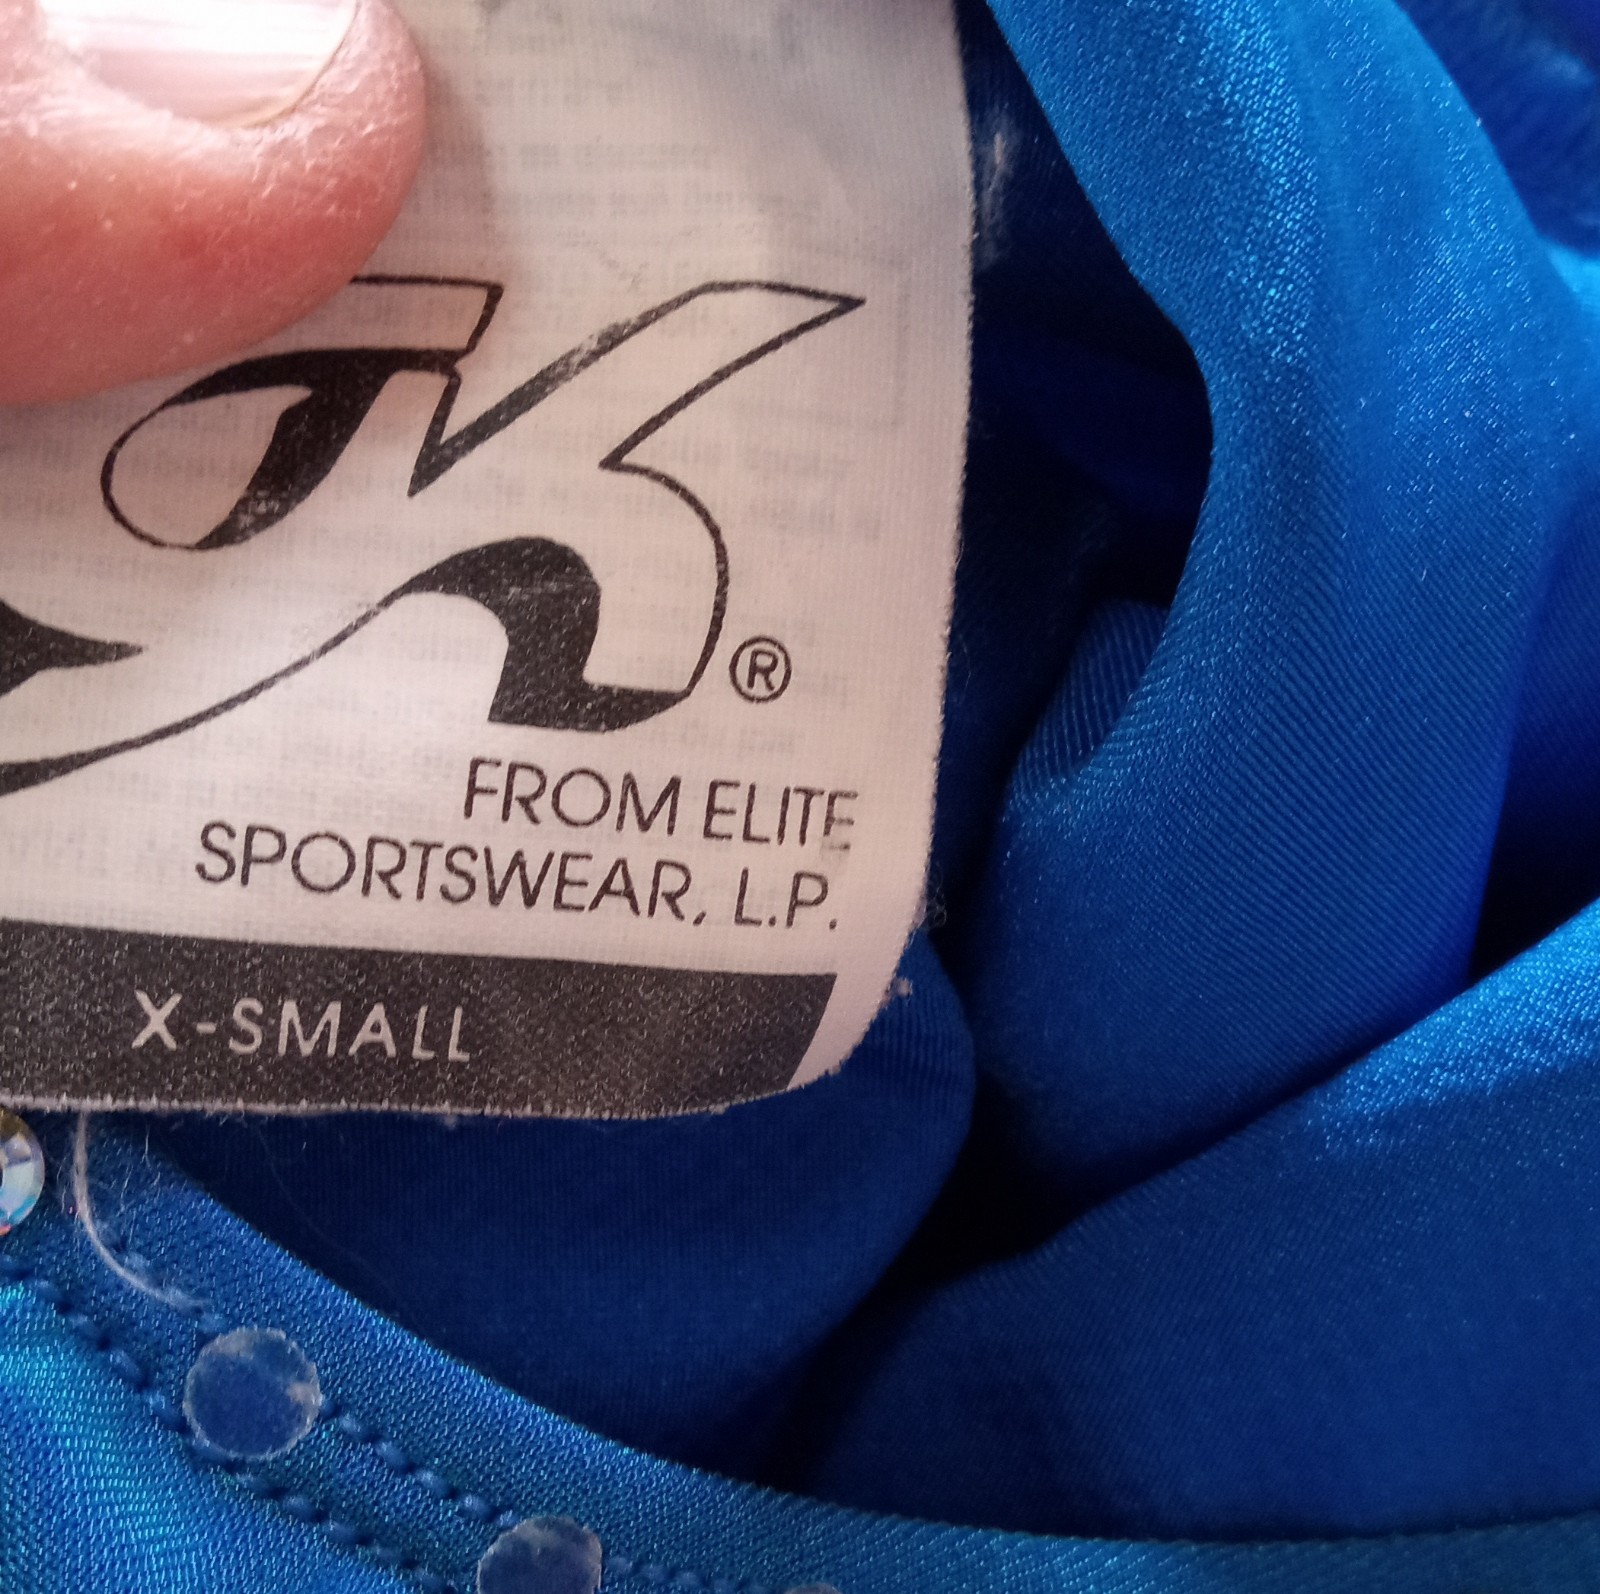 K®
FROM ELITE
SPORTSWEAR, L.P.
X-SMALL